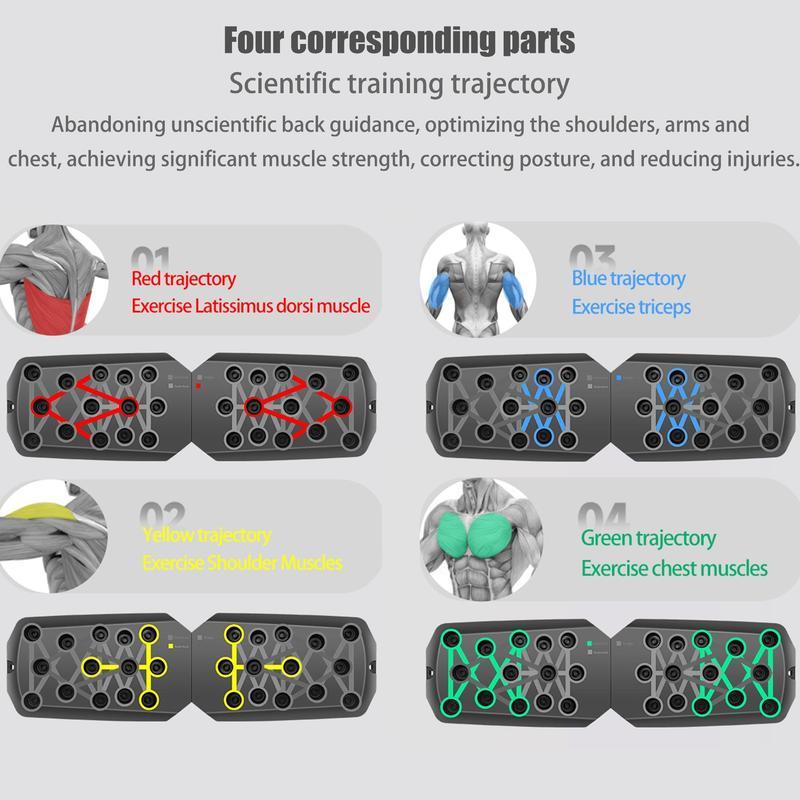 Four corresponding parts
Scientific training trajectory
Abandoning unscientific back guidance, optimizing the shoulders, arms and
chest, achieving significant muscle strength, correcting posture, and reducing injuries.
01
Red trajectory
Exercise Latissimus dorsi muscle
03
Blue trajectory
Exercise triceps
02
Yellow trajectory
Exercise Shoulder Muscles
04
Green trajectory
Exercise chest muscles